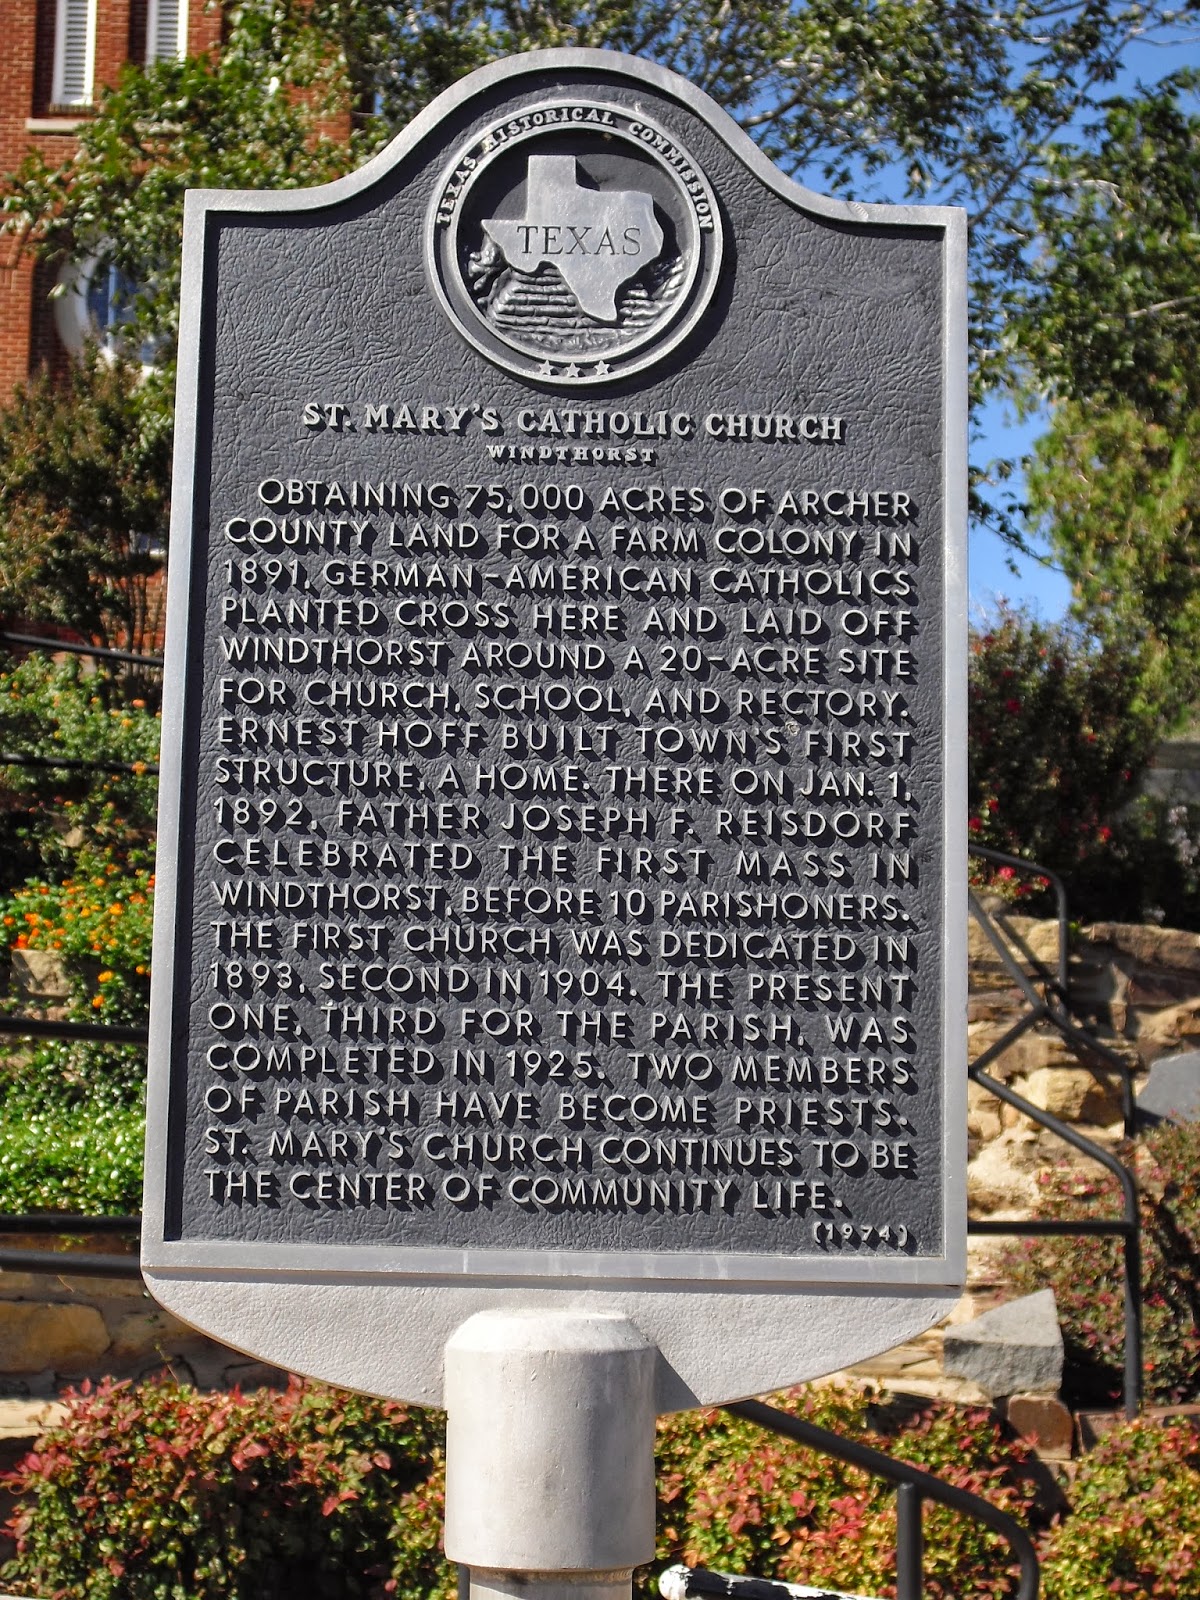 TEXAS HISTORICAL COMMISSION
TEXAS
ST. MARY'S CATHOLIC CHURCH
WINDTHORST
OBTAINING 75,000 ACRES OF ARCHER
COUNTY LAND FOR A FARM COLONY IN
1891, GERMAN-AMERICAN CATHOLICS
PLANTED CROSS HERE AND LAID OFF
WINDTHORST AROUND A 20-ACRE SITE
FOR CHURCH, SCHOOL, AND RECTORY.
ERNEST HOFF BUILT TOWN'S FIRST
STRUCTURE, A HOME. THERE ON JAN. 1,
1892, FATHER JOSEPH F. REISDORF
CELEBRATED THE FIRST MASS IN
WINDTHORST, BEFORE 10 PARISHONERS.
THE FIRST CHURCH WAS DEDICATED IN
1893, SECOND IN 1904. THE PRESENT
ONE, THIRD FOR THE PARISH, WAS
COMPLETED IN 1925. TWO MEMBERS
OF PARISH HAVE BECOME PRIESTS.
ST. MARY'S CHURCH CONTINUES TO BE
THE CENTER OF COMMUNITY LIFE.
(1974)